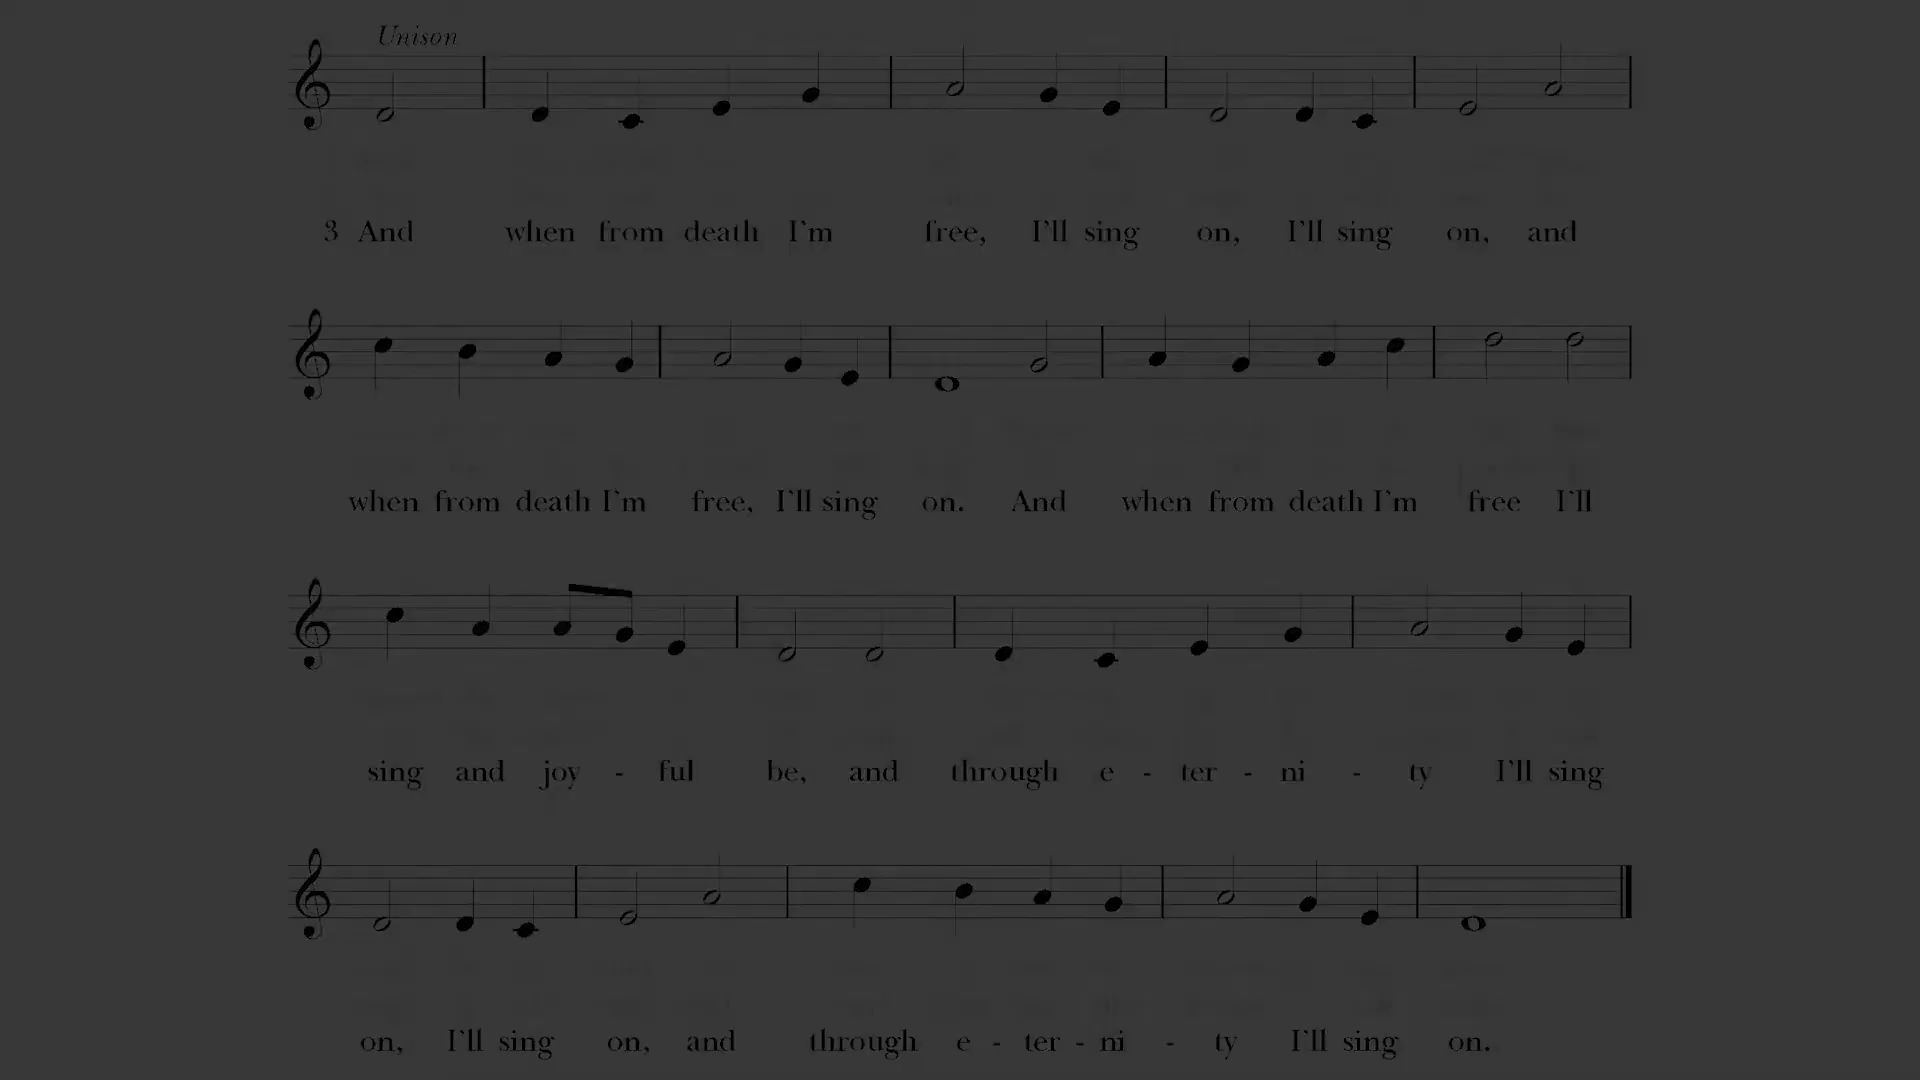 Unison
3 And when from death I'm free, I'll sing on, I'll sing on, and
when from death I'm free, I'll sing on. And when from death I'm free I'll
sing and joy - ful be, and through e - ter - ni - ty I'll sing
on, I'll sing on, and through e - ter - ni - ty I'll sing on.